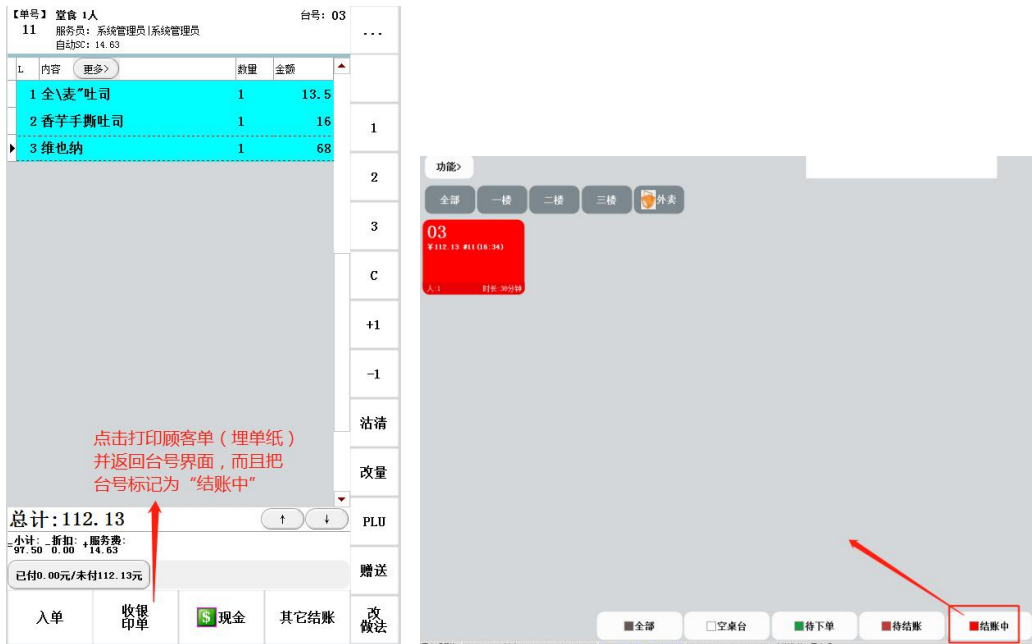 【单号】 堂食 1人 台号: 03
11 服务员: 系统管理员|系统管理员
自动SC: 14.63
...
L 内容 更多> 数量 金额
1 全\麦"吐司 1 13.5
2 香芋手撕吐司 1 16
3 维也纳 1 68
1
2
3
C
+1
-1
沽清
改量
PLU
赠送
改做法
点击打印顾客单（埋单纸）
并返回台号界面，而且把
台号标记为“结账中”
总计:112.13
↑ ↓
=小计: -折扣: +服务费:
97.50 0.00 14.63
已付0.00元/未付112.13元
入单
收银
印单
$ 现金
其它结账
功能>
全部 一楼 二楼 三楼 外卖
03
¥112.13 #11(16:34)
人:1 时长:30分钟
全部 空桌台 待下单 待结账 结账中